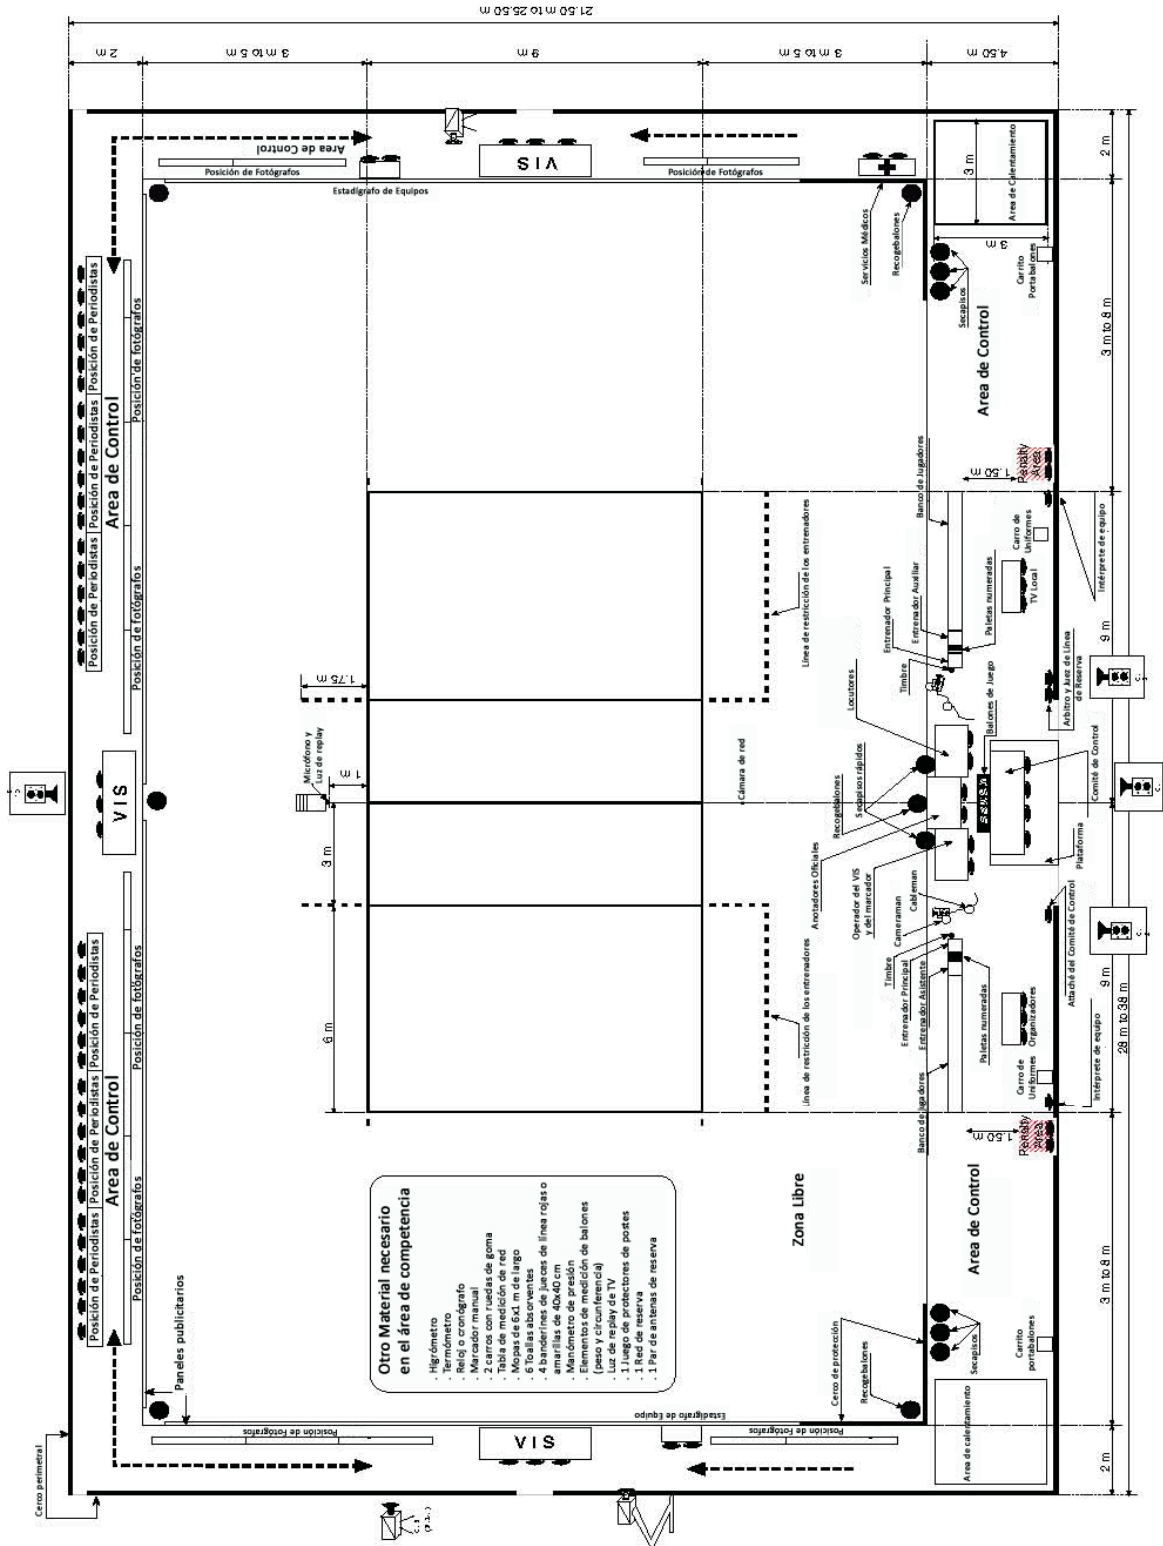 21.50 m to 25.50 m
2 m
3 m to 5 m
9 m
3 m to 5 m
4.50 m
Area de Control
Posición de Fotógrafos
Estadígrafo de Equipos
VIS
Posición de Fotógrafos
Servicios Médicos
Recogebalones
3 m
Area de Calentamiento
3 m
2 m
Carrito
Portabalones
Secapisos
Area de Control
3 m to 8 m
Posición de Periodistas
Posición de Periodistas
Posición de Periodistas
Area de Control
Posición de fotógrafos
Posición de fotógrafos
Posición de fotógrafos
Penalty
Area
1.50 m
Banco de Jugadores
Línea de restricción de los entrenadores
Entrenador Auxiliar
Entrenador Principal
Timbre
Paletas numeradas
Carro de
Uniformes
TV Local
Intérprete de equipo
9 m
Arbitro y Juez de Línea
de Reserva
Balones de Juego
Locutores
Secapisos rápidos
Recogebalones
Cámara de red
1.75 m
1 m
Micrófono y
Luz de replay
VIS
3 m
6 m
Comité de Control
Plataforma
Anotadores Oficiales
Operador del VIS
y del marcador
Cableman
Cameraman
Timbre
Entrenador Principal
Entrenador Asistente
Paletas numeradas
Attaché del Comité de Control
Organizadores
Carro de
Uniformes
Intérprete de equipo
9 m
28 m to 38 m
Línea de restricción de los entrenadores
Banco de Jugadores
1.50 m
Penalty
Area
Posición de Periodistas
Posición de Periodistas
Posición de Periodistas
Area de Control
Posición de fotógrafos
Posición de fotógrafos
Otro Material necesario
en el área de competencia
. Higrómetro
. Termómetro
. Reloj o cronógrafo
. Marcador manual
. 2 carros con ruedas de goma
. Tabla de medición de red
. Mopas de 6x1 m de largo
. 6 Toallas absorventes
. 4 banderines de jueces de línea rojas o
amarillas de 40x40 cm
. Manómetro de presión
. Elementos de medición de balones
(peso y circunferencia)
. Luz de replay de TV
. 1 Juego de protectores de postes
. 1 Red de reserva
. 1 Par de antenas de reserva
Zona Libre
Area de Control
3 m to 8 m
Secapisos
Carrito
portabalones
Cerco de protección
Recogebalones
Paneles publicitarios
Posición de Fotógrafos
VIS
Estadígrafo de Equipo
Posición de Fotógrafos
Area de calentamiento
2 m
Cerco perimetral